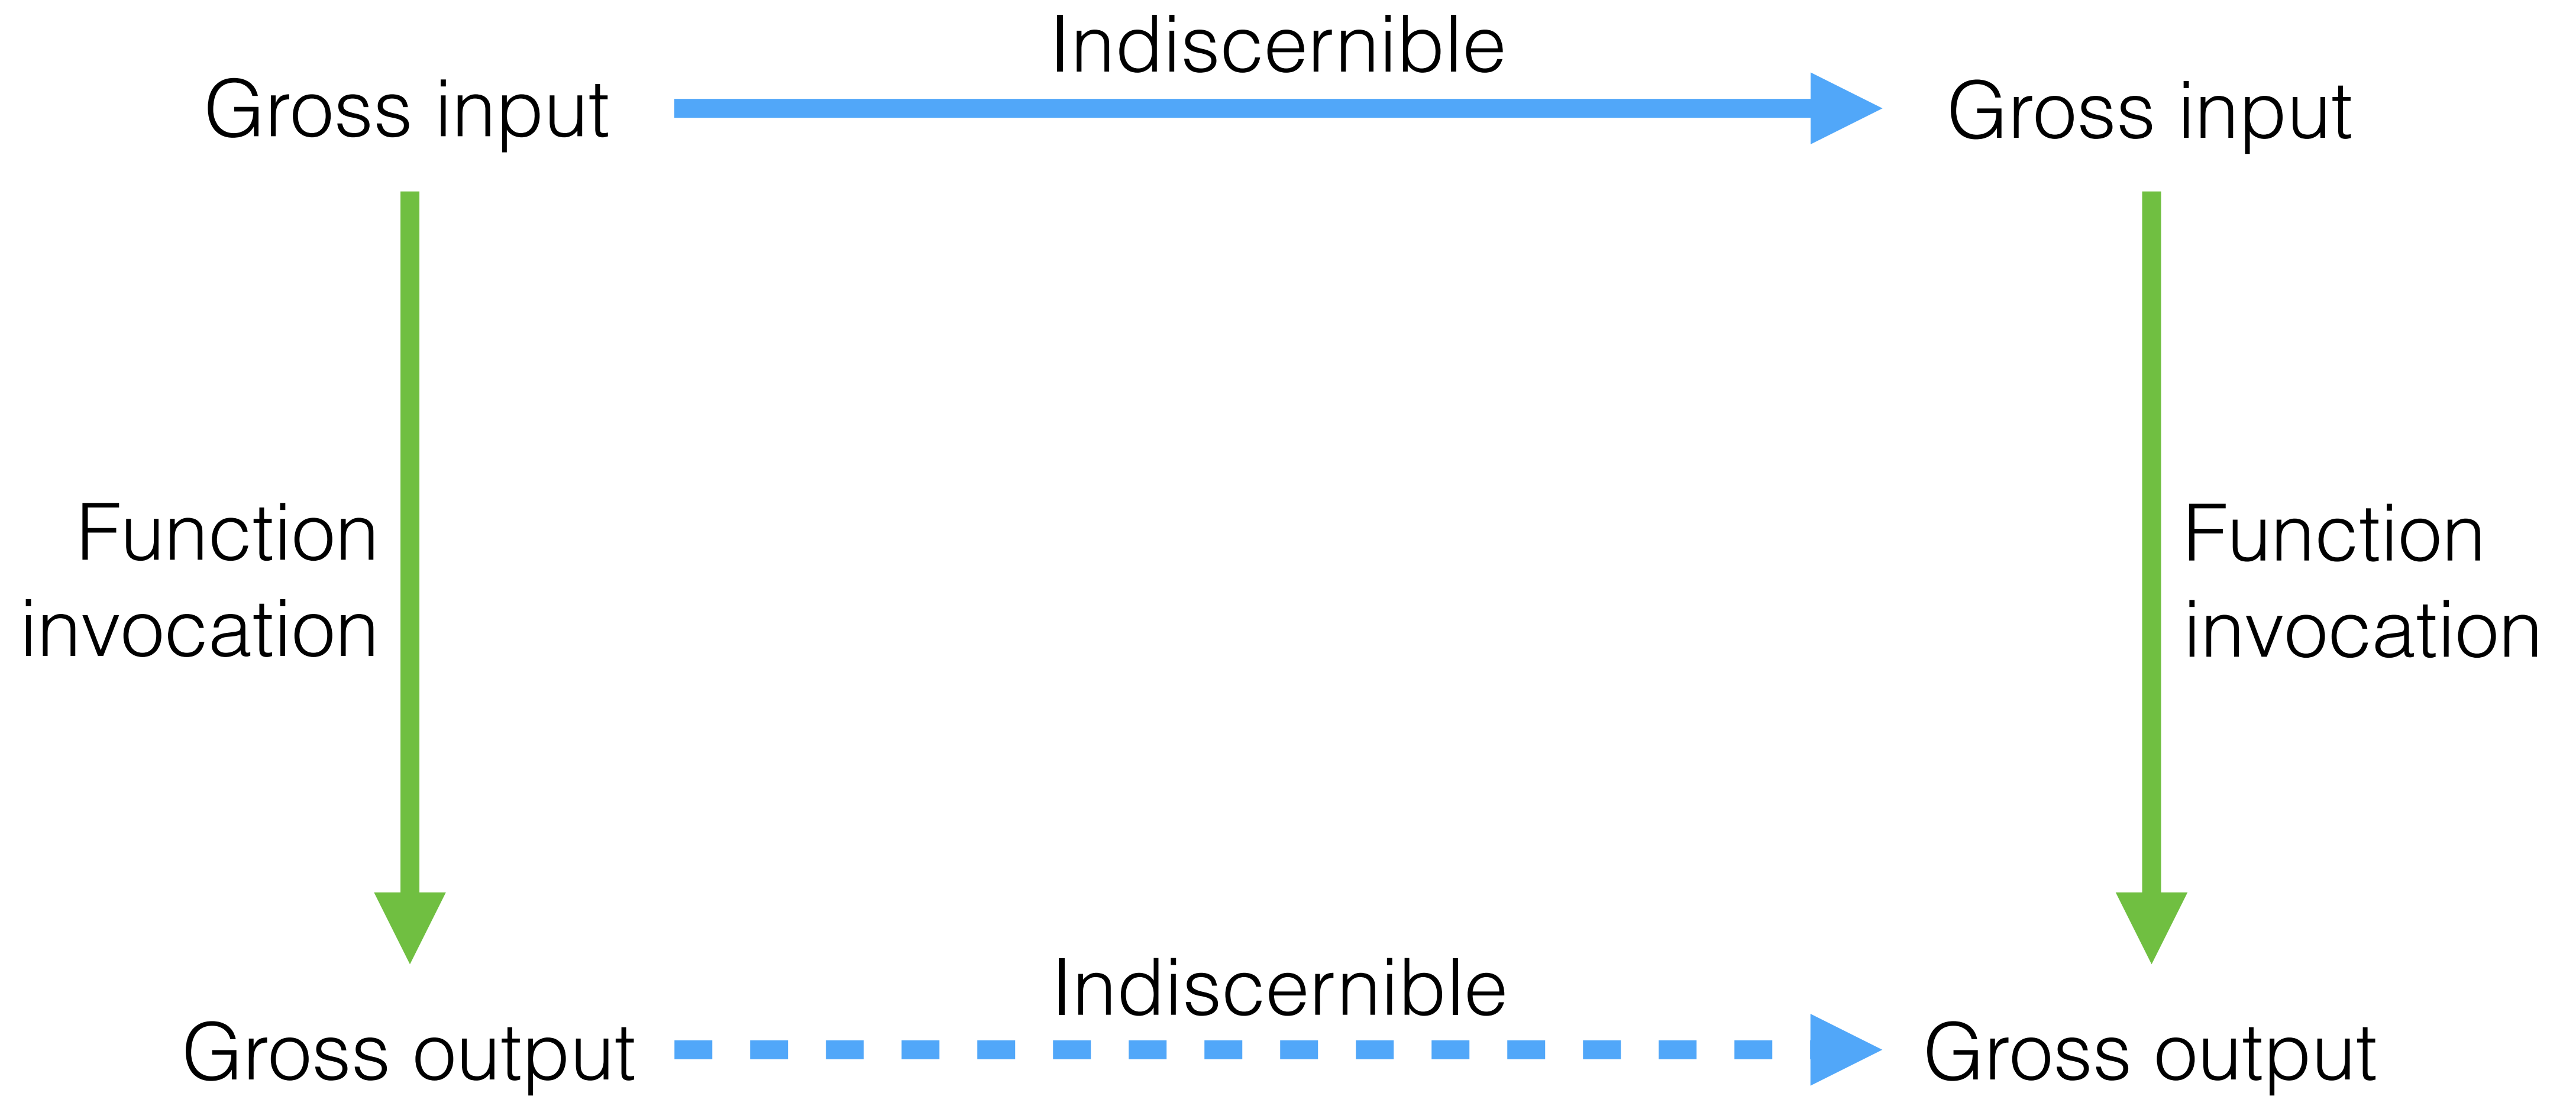 Indiscernible
Gross input
Gross input
Function
invocation
Function
invocation
Indiscernible
Gross output
Gross output